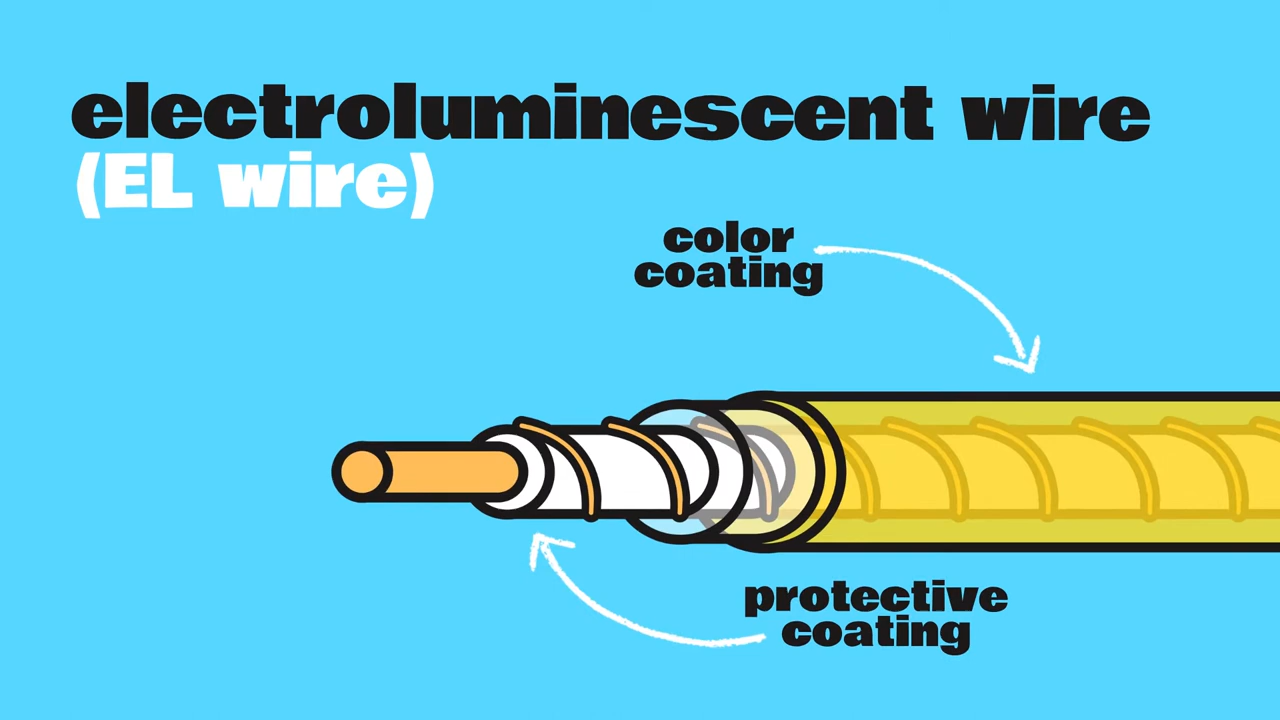 electroluminescent wire
(EL wire)
color
coating
protective
coating